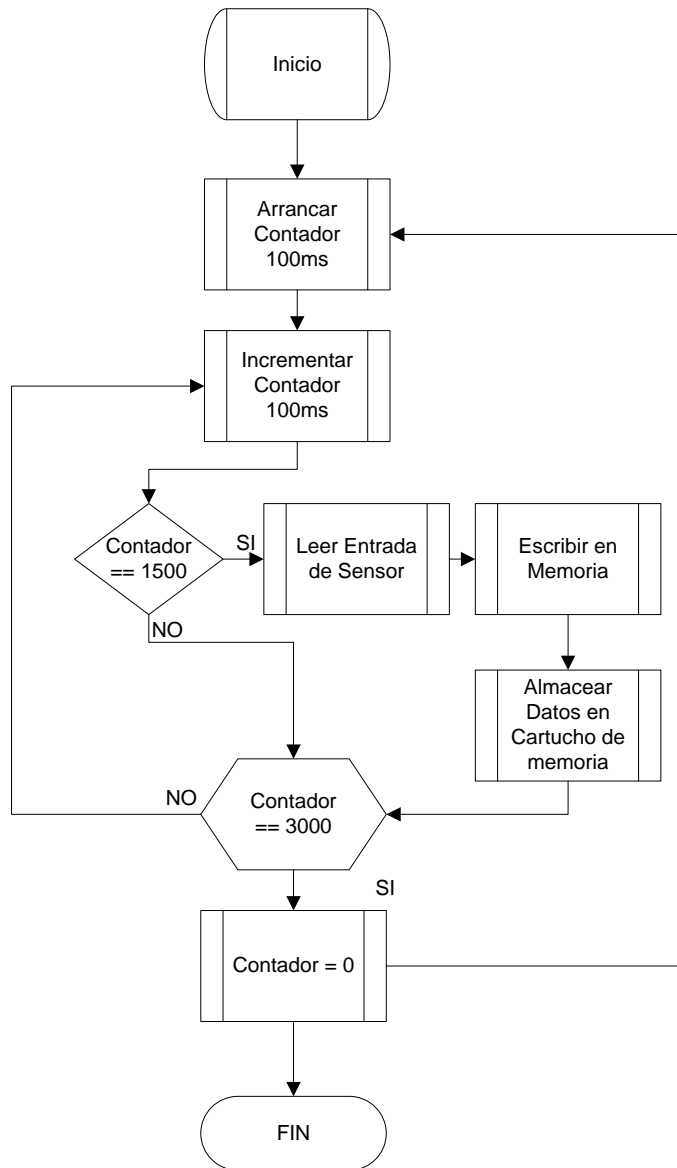 Inicio
Arrancar
Contador
100ms
Incrementar
Contador
100ms
Contador
== 1500
SI
Leer Entrada
de Sensor
Escribir en
Memoria
NO
Almacear
Datos en
Cartucho de
memoria
NO
Contador
== 3000
SI
Contador = 0
FIN